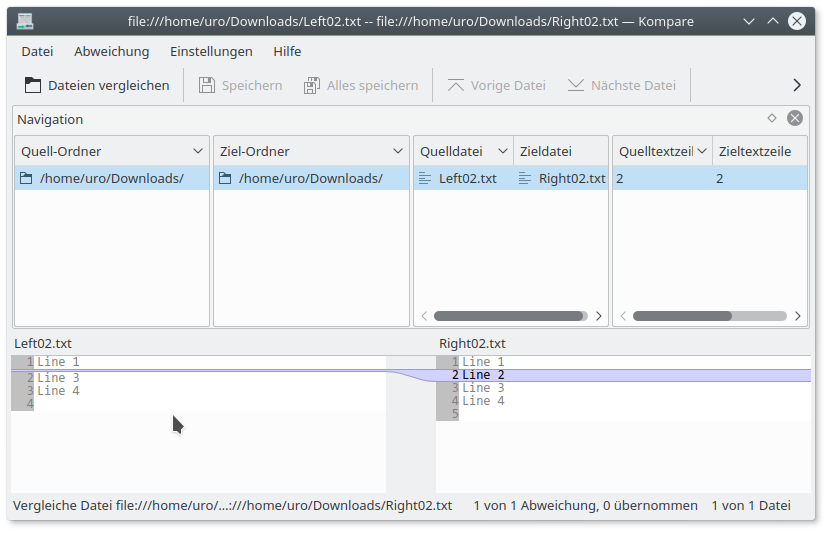 file:///home/uro/Downloads/Left02.txt -- file:///home/uro/Downloads/Right02.txt — Kompare
Datei Abweichung Einstellungen Hilfe
Dateien vergleichen Speichern Alles speichern Vorige Datei Nächste Datei
Navigation
Quell-Ordner Ziel-Ordner Quelldatei Zieldatei Quelltextzeil Zieltextzeile
/home/uro/Downloads/ /home/uro/Downloads/ Left02.txt Right02.txt 2 2
Left02.txt Right02.txt
1 Line 1 1 Line 1
2 Line 3 2 Line 2
3 Line 4 3 Line 3
4 4 Line 4
5
Vergleiche Datei file:///home/uro/...:///home/uro/Downloads/Right02.txt 1 von 1 Abweichung, 0 übernommen 1 von 1 Datei